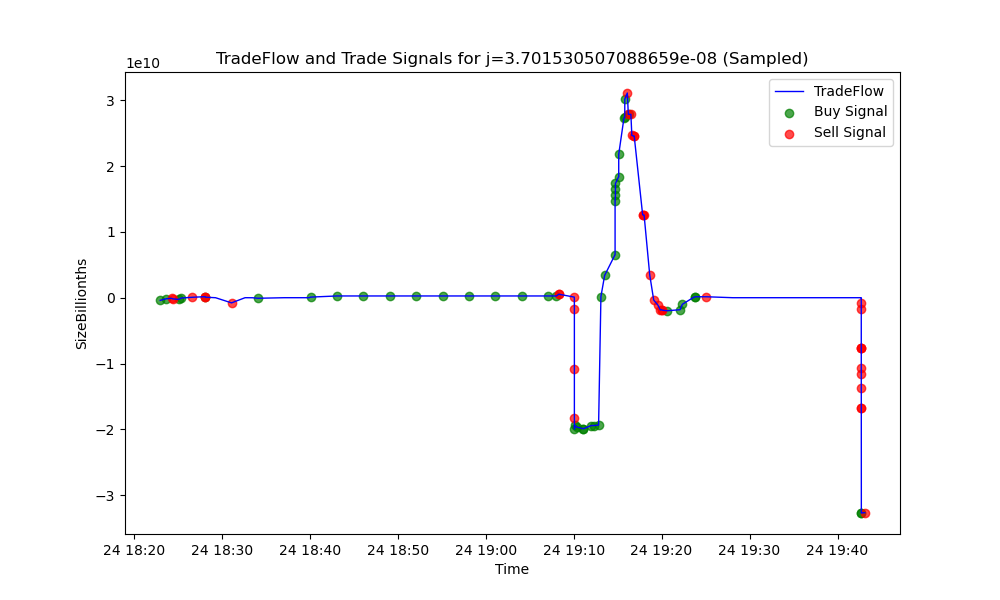 TradeFlow and Trade Signals for j=3.701530507088659e-08 (Sampled)
1e10
TradeFlow
Buy Signal
Sell Signal
3
2
1
0
−1
−2
−3
SizeBillionths
24 18:20 24 18:30 24 18:40 24 18:50 24 19:00 24 19:10 24 19:20 24 19:30 24 19:40
Time